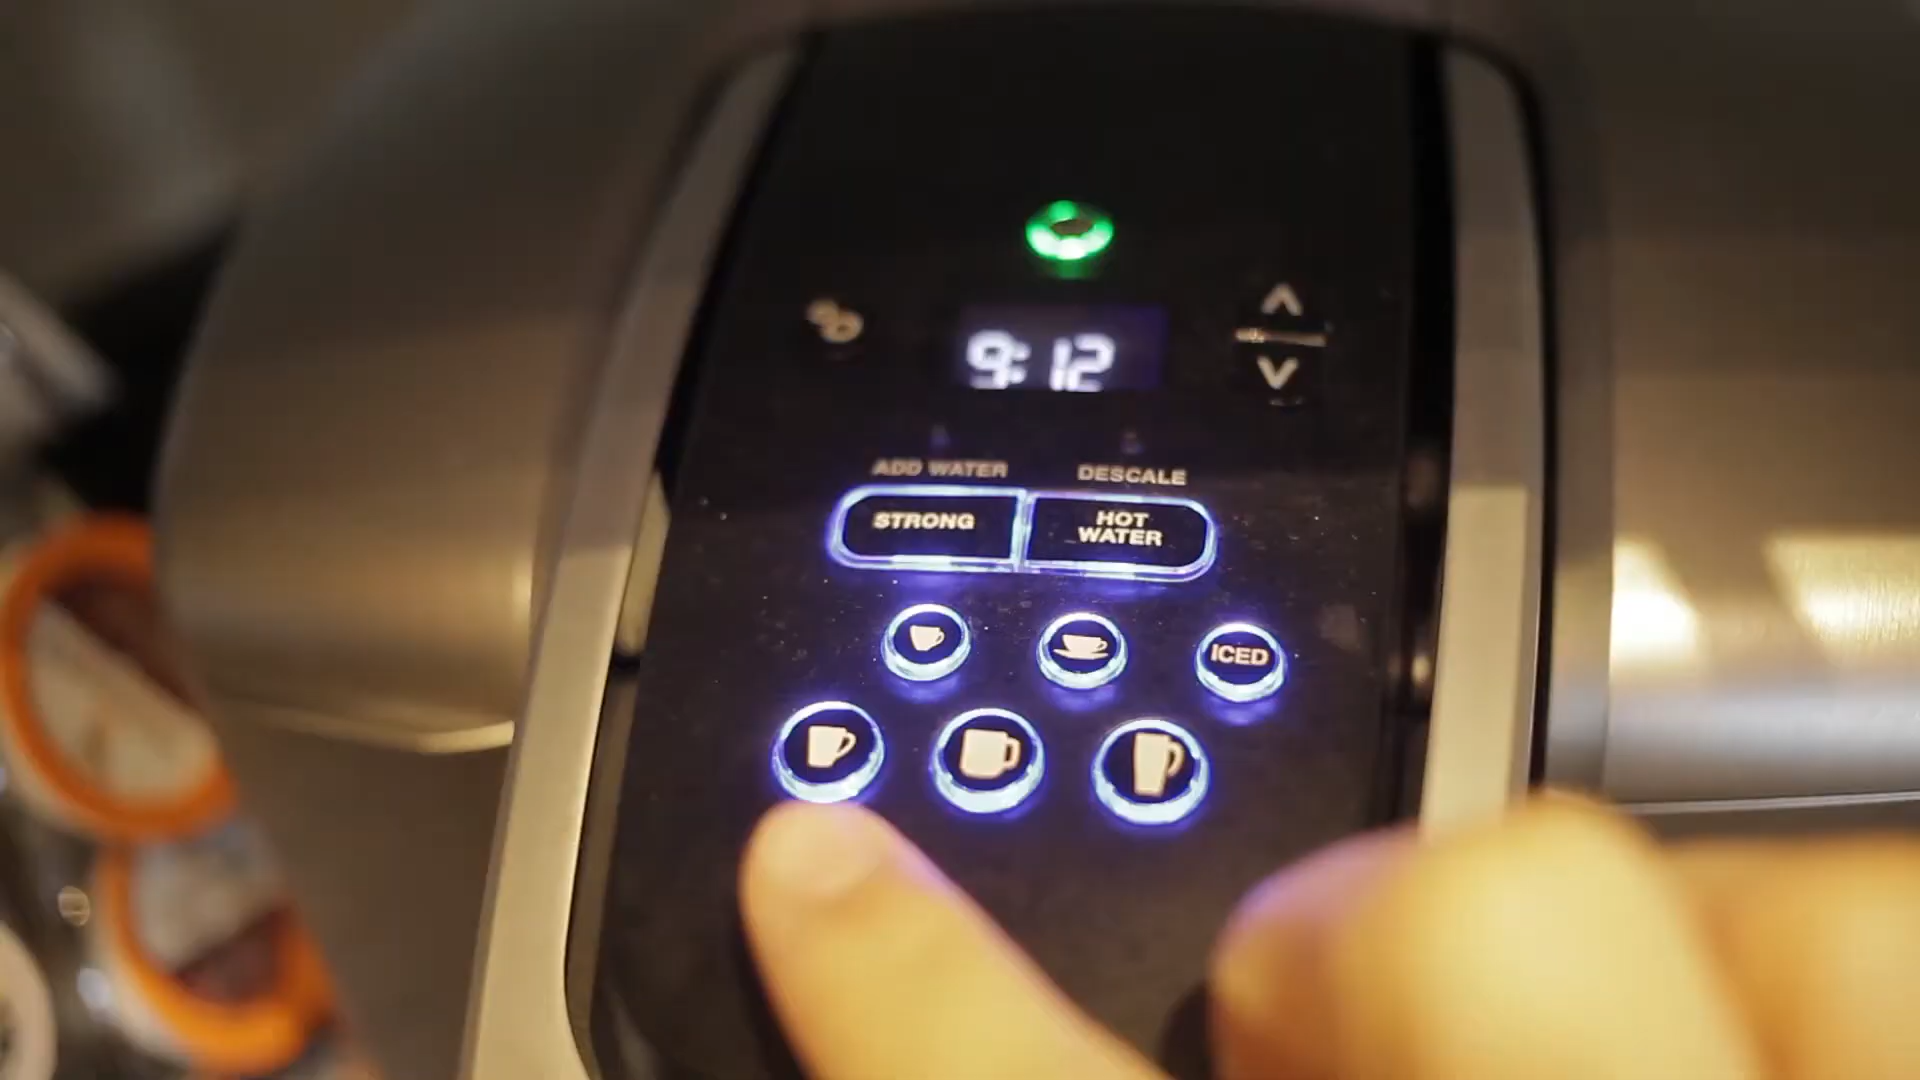 9:12
ADD WATER
DESCALE
STRONG
HOT
WATER
ICED